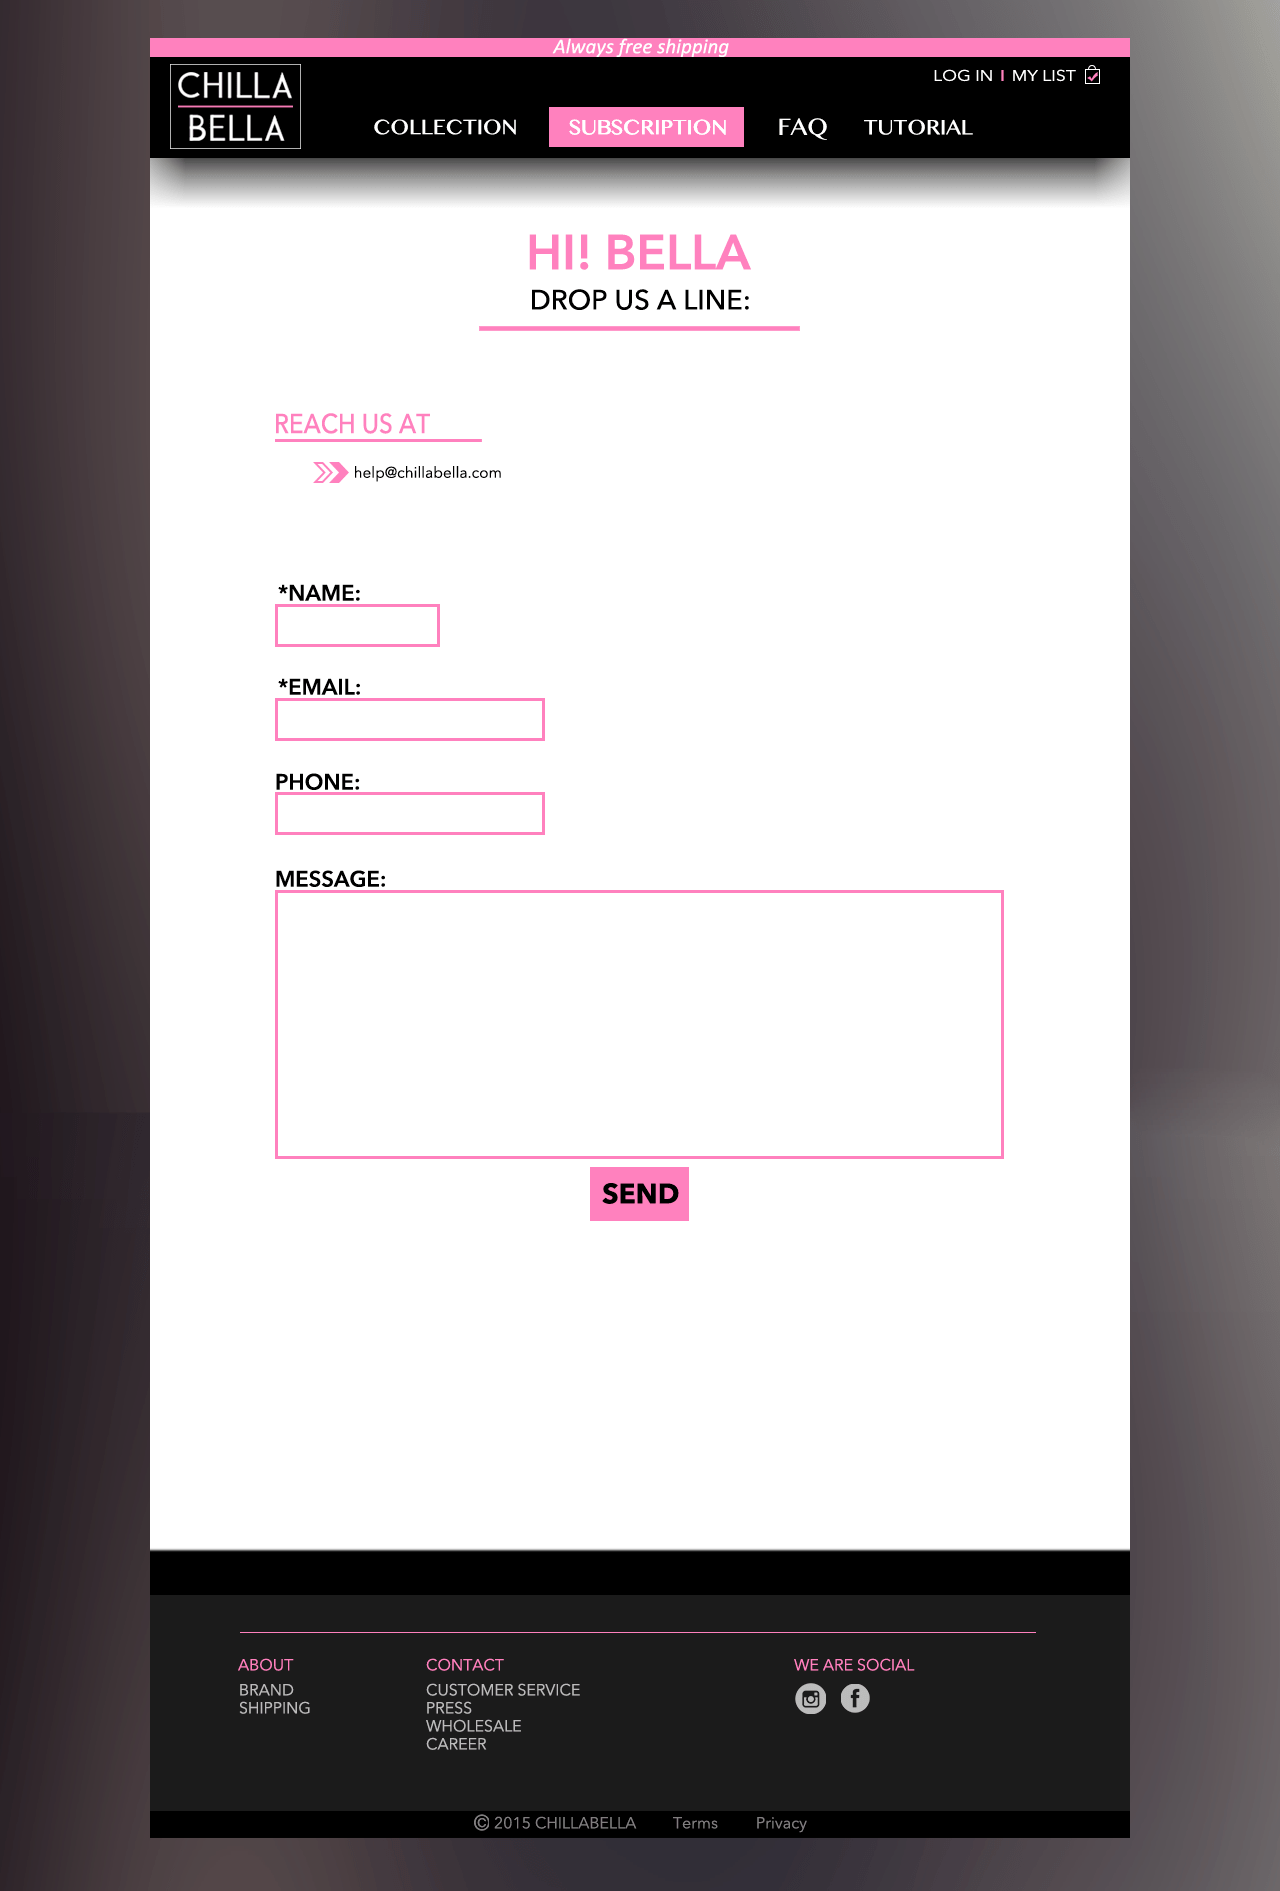 Always free shipping
CHILLA
BELLA
LOG IN I MY LIST
COLLECTION SUBSCRIPTION FAQ TUTORIAL
HI! BELLA
DROP US A LINE:
REACH US AT
help@chillabella.com
*NAME:
*EMAIL:
PHONE:
MESSAGE:
SEND
ABOUT CONTACT WE ARE SOCIAL
BRAND CUSTOMER SERVICE
SHIPPING PRESS
WHOLESALE
CAREER
© 2015 CHILLABELLA Terms Privacy